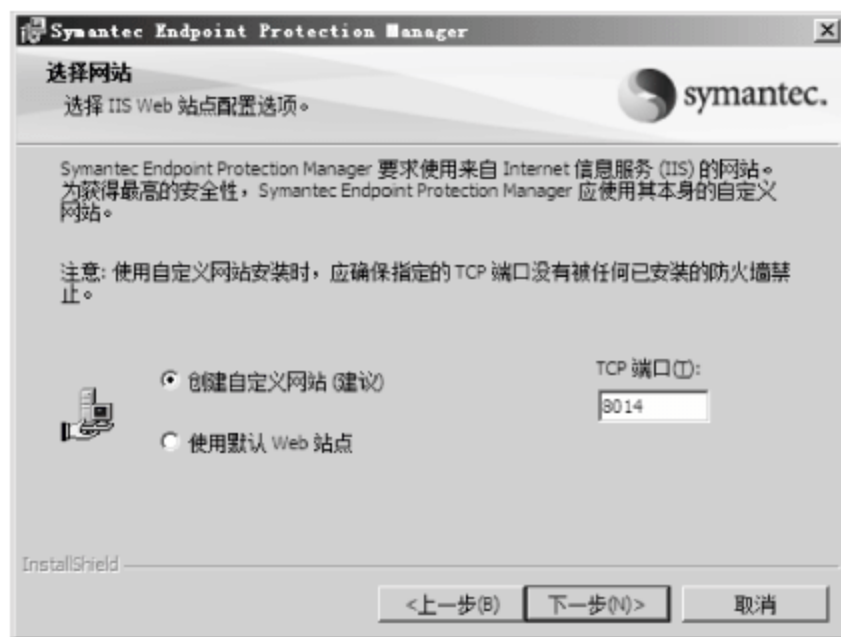 Symantec Endpoint Protection Manager
选择网站
选择 IIS Web 站点配置选项。
symantec.
Symantec Endpoint Protection Manager 要求使用来自 Internet 信息服务 (IIS) 的网站。
为获得最高的安全性，Symantec Endpoint Protection Manager 应使用其本身的自定义
网站。
注意: 使用自定义网站安装时，应确保指定的 TCP 端口没有被任何已安装的防火墙禁
止。
创建自定义网站 (建议)
TCP 端口(T):
8014
使用默认 Web 站点
InstallShield
<上一步(B)
下一步(N)>
取消